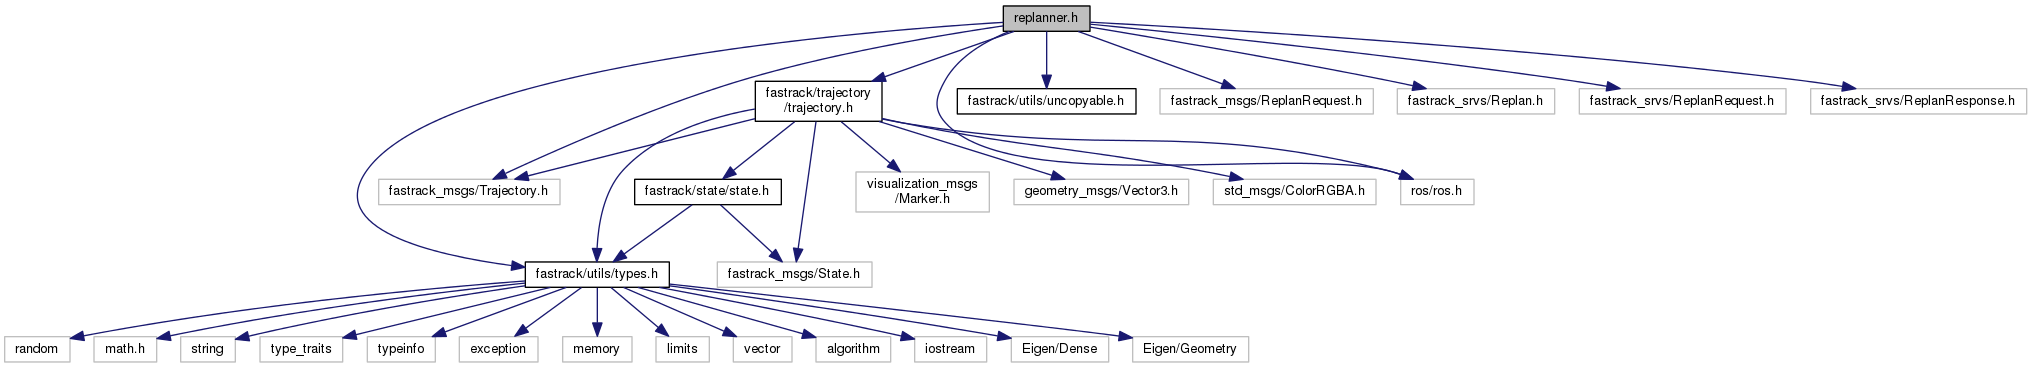 replanner.h
fastrack/trajectory
/trajectory.h
fastrack/utils/uncopyable.h
fastrack_msgs/ReplanRequest.h
fastrack_srvs/Replan.h
fastrack_srvs/ReplanRequest.h
fastrack_srvs/ReplanResponse.h
fastrack_msgs/Trajectory.h
fastrack/state/state.h
visualization_msgs
/Marker.h
geometry_msgs/Vector3.h
std_msgs/ColorRGBA.h
ros/ros.h
fastrack/utils/types.h
fastrack_msgs/State.h
random
math.h
string
type_traits
typeinfo
exception
memory
limits
vector
algorithm
iostream
Eigen/Dense
Eigen/Geometry